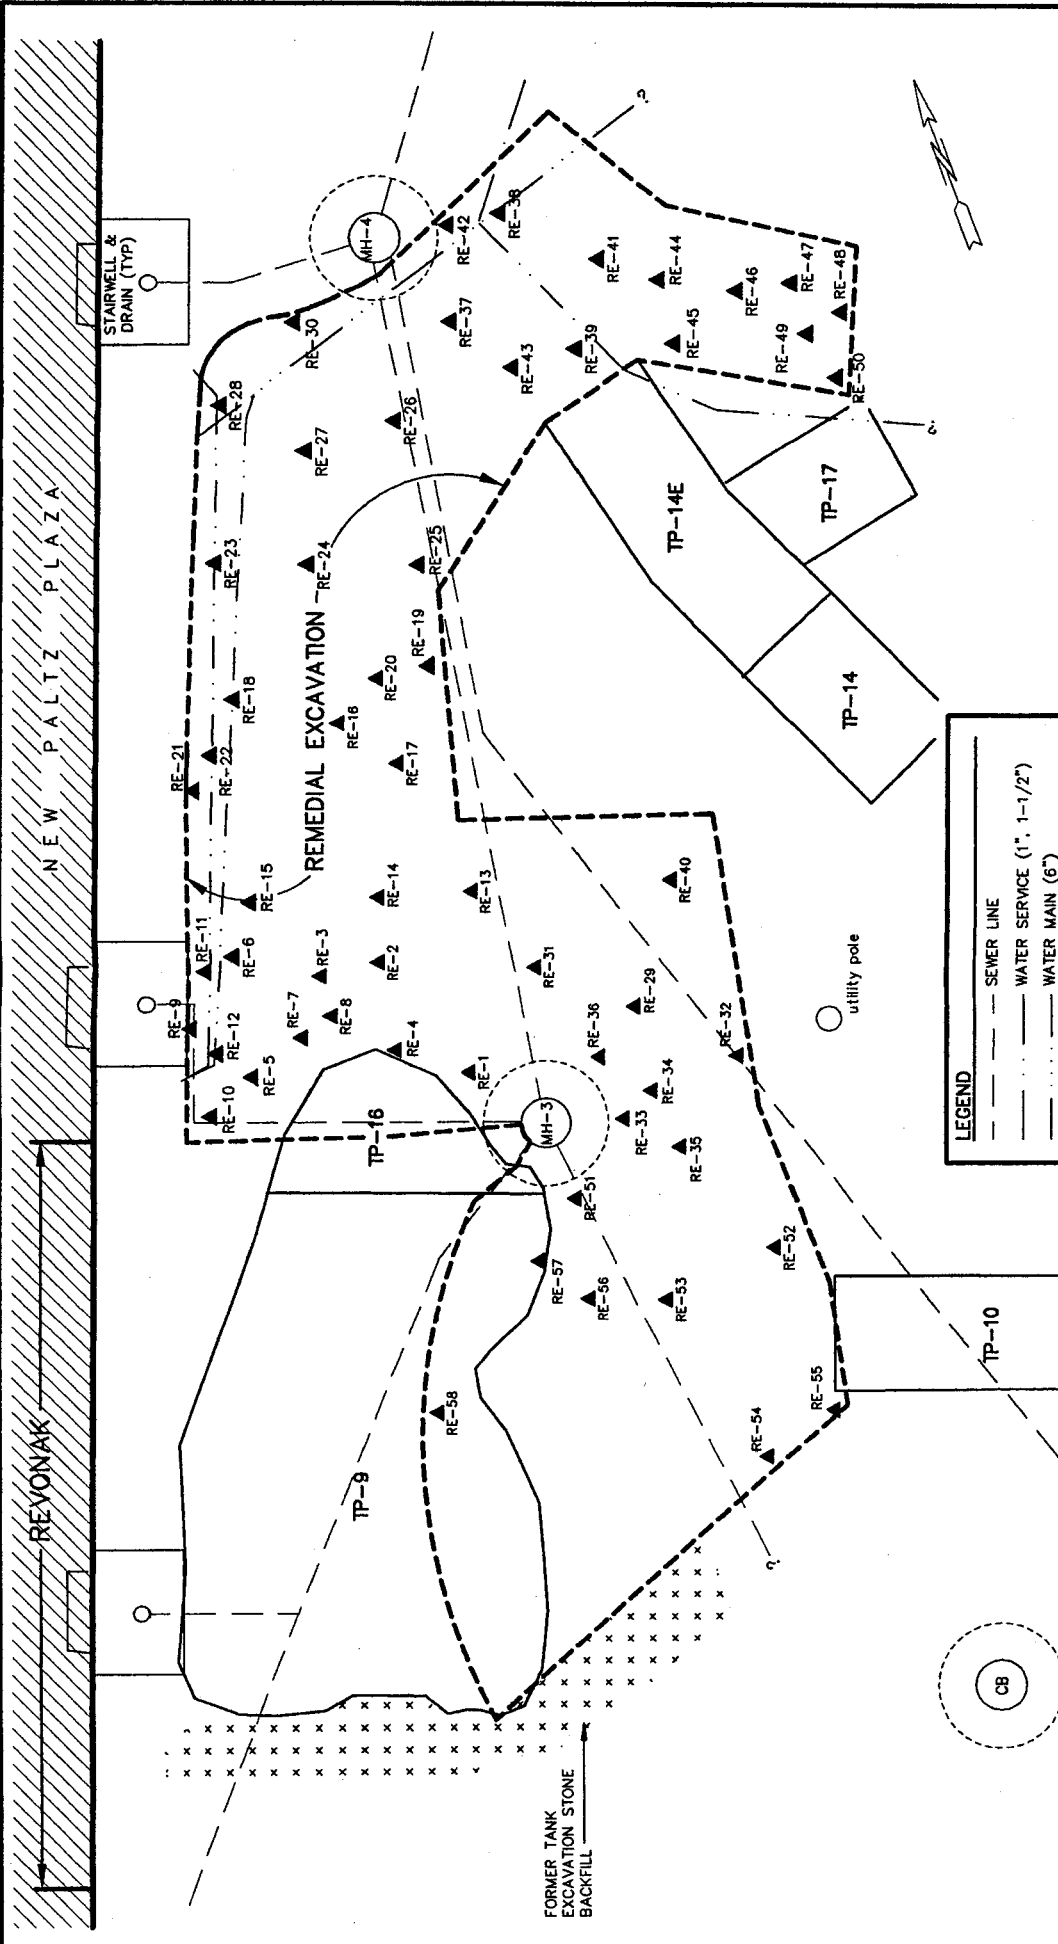 NEW PALTZ PLAZA
REVONAK
STAIRWELL &
DRAIN (TYP)
MH-4
RE-42
RE-38
?
RE-30
RE-37
RE-41
RE-44
RE-46
RE-47
RE-48
RE-28
RE-43
RE-39
RE-45
RE-49
RE-50
RE-27
RE-26
?
RE-23
RE-24
RE-25
TP-14E
TP-17
REMEDIAL EXCAVATION
RE-18
RE-20
RE-19
RE-16
RE-17
TP-14
RE-21
RE-22
RE-15
RE-14
RE-13
RE-40
RE-11
RE-6
RE-3
RE-2
RE-31
RE-9
RE-12
RE-7
RE-8
RE-4
RE-36
RE-29
RE-32
utility pole
RE-10
RE-5
RE-1
RE-34
MH-3
RE-33
RE-35
TP-16
RE-51
RE-57
RE-56
RE-53
RE-52
RE-58
RE-54
RE-55
TP-10
TP-9
?
FORMER TANK
EXCAVATION STONE
BACKFILL
CB
LEGEND
SEWER LINE
WATER SERVICE (1", 1-1/2")
WATER MAIN (6")